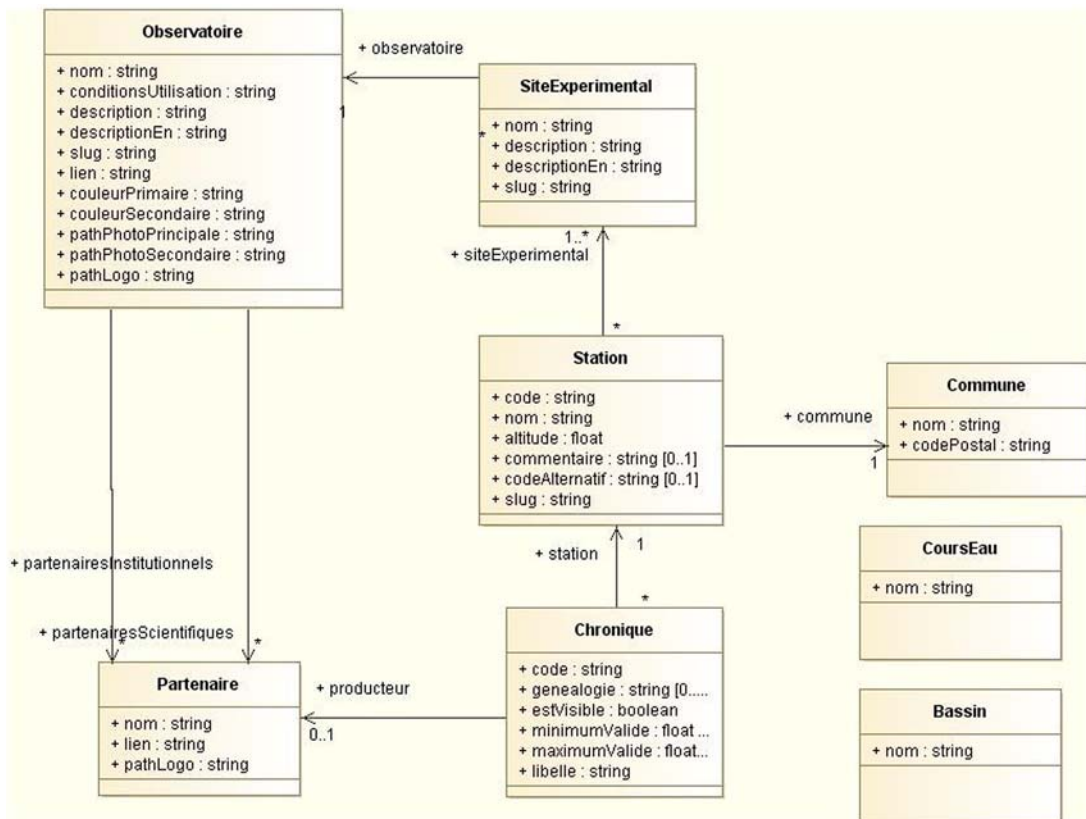 Observatoire
+ nom : string
+ conditionsUtilisation : string
+ description : string
+ descriptionEn : string
+ slug : string
+ lien : string
+ couleurPrimaire : string
+ couleurSecondaire : string
+ pathPhotoPrincipale : string
+ pathPhotoSecondaire : string
+ pathLogo : string
+ observatoire
1
*
SiteExperimental
+ nom : string
+ description : string
+ descriptionEn : string
+ slug : string
1..*
+ siteExperimental
*
Station
+ code : string
+ nom : string
+ altitude : float
+ commentaire : string [0..1]
+ codeAlternatif : string [0..1]
+ slug : string
+ commune
1
Commune
+ nom : string
+ codePostal : string
+ station
1
*
CoursEau
+ nom : string
+ partenairesInstitutionnels
+ partenairesScientifiques
*
*
Partenaire
+ nom : string
+ lien : string
+ pathLogo : string
+ producteur
0..1
Chronique
+ code : string
+ genealogie : string [0.....
+ estVisible : boolean
+ minimumValide : float ...
+ maximumValide : float...
+ libelle : string
Bassin
+ nom : string